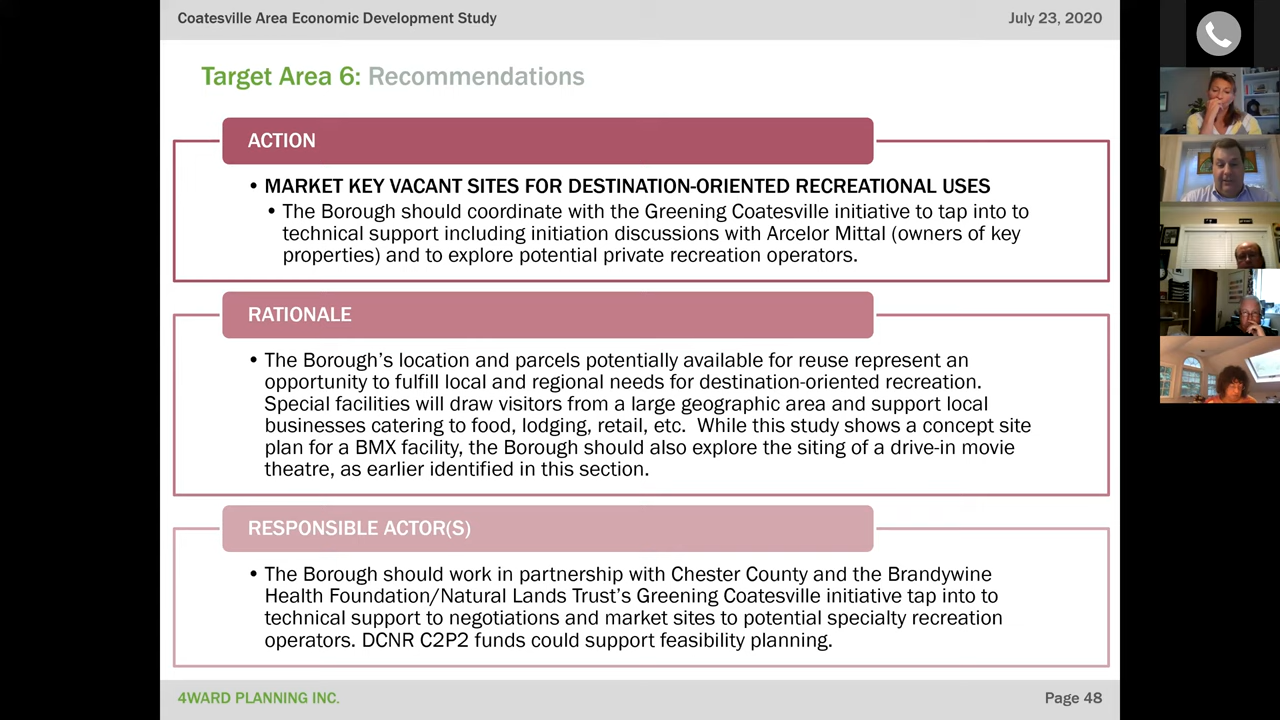 Coatesville Area Economic Development Study
July 23, 2020
Target Area 6: Recommendations
ACTION
• MARKET KEY VACANT SITES FOR DESTINATION-ORIENTED RECREATIONAL USES
• The Borough should coordinate with the Greening Coatesville initiative to tap into to
technical support including initiation discussions with Arcelor Mittal (owners of key
properties) and to explore potential private recreation operators.
RATIONALE
• The Borough's location and parcels potentially available for reuse represent an
opportunity to fulfill local and regional needs for destination-oriented recreation.
Special facilities will draw visitors from a large geographic area and support local
businesses catering to food, lodging, retail, etc. While this study shows a concept site
plan for a BMX facility, the Borough should also explore the siting of a drive-in movie
theatre, as earlier identified in this section.
RESPONSIBLE ACTOR(S)
• The Borough should work in partnership with Chester County and the Brandywine
Health Foundation/Natural Lands Trust's Greening Coatesville initiative tap into to
technical support to negotiations and market sites to potential specialty recreation
operators. DCNR C2P2 funds could support feasibility planning.
4WARD PLANNING INC.
Page 48